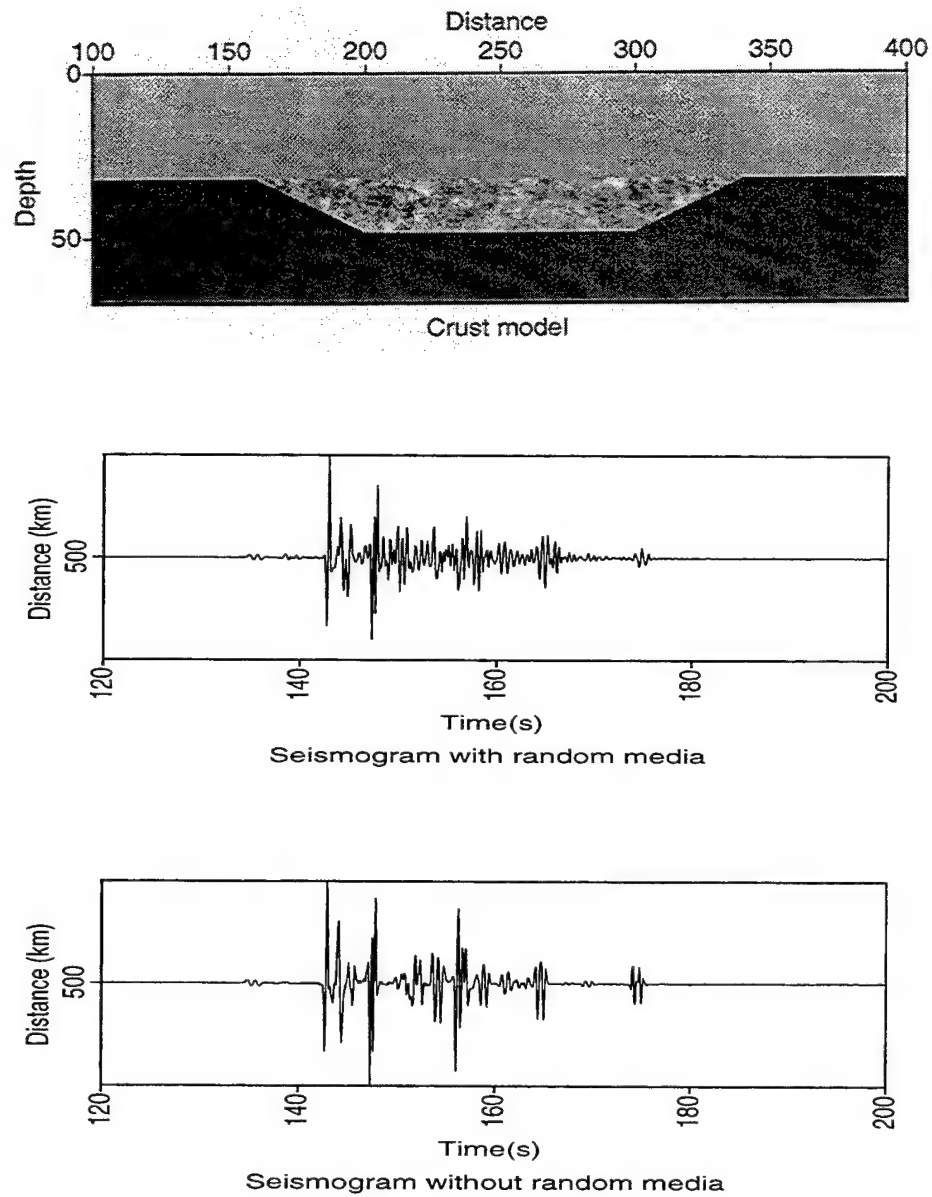 Distance
100 150 200 250 300 350 400
0
Depth
50
Crust model
Distance (km)
500
120 140 160 180 200
Time(s)
Seismogram with random media
Distance (km)
500
120 140 160 180 200
Time(s)
Seismogram without random media